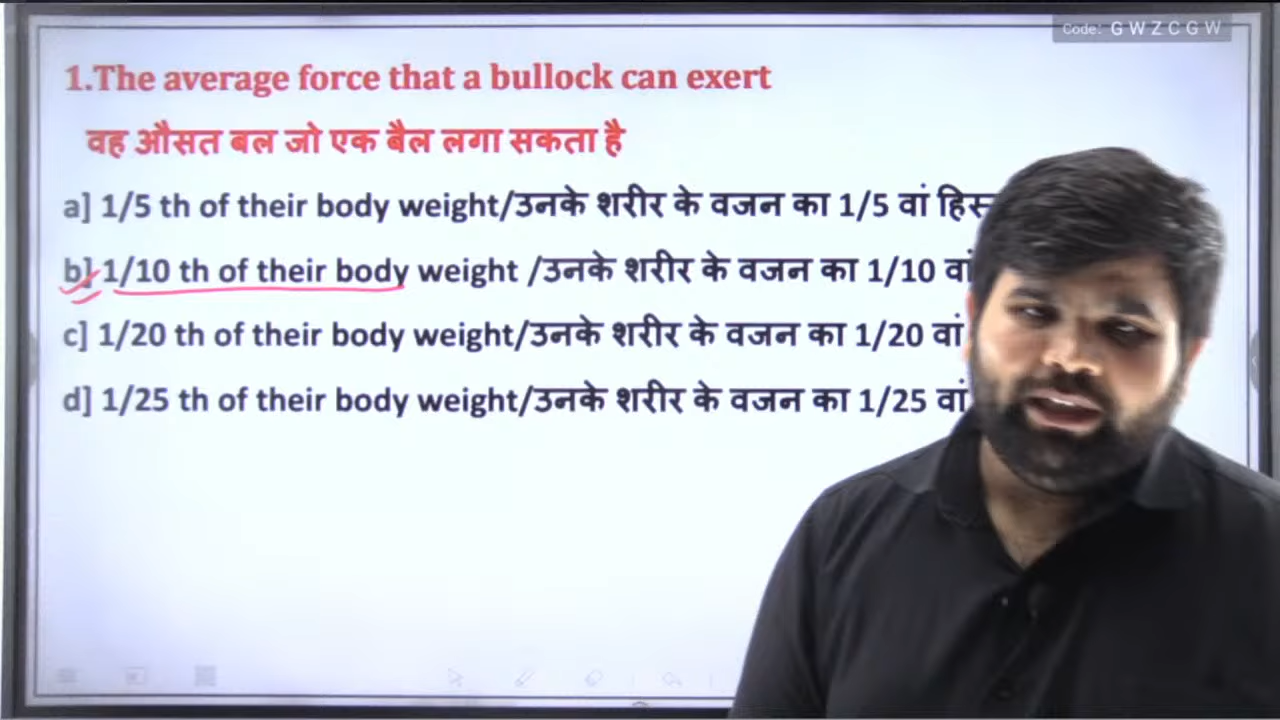 Code: G W Z C G W
1.The average force that a bullock can exert
वह औसत बल जो एक बैल लगा सकता है
a] 1/5 th of their body weight/उनके शरीर के वजन का 1/5 वां
b] 1/10 th of their body weight /उनके शरीर के वजन का 1/10 वां
c] 1/20 th of their body weight/उनके शरीर के वजन का 1/20 वां
d] 1/25 th of their body weight/उनके शरीर के वजन का 1/25 वां